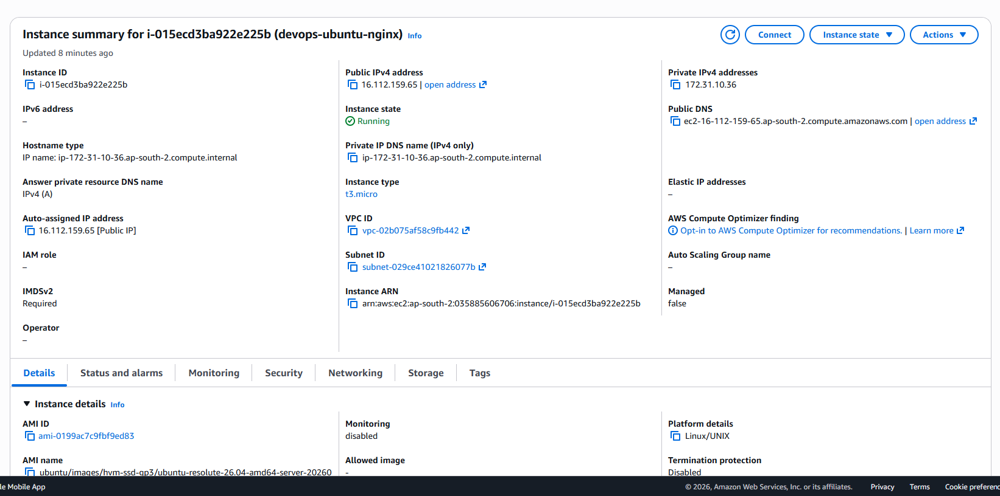 Instance summary for i-015ecd3ba922e225b (devops-ubuntu-nginx) Info
Connect
Instance state
Actions
Updated 8 minutes ago
Instance ID
i-015ecd3ba922e225b
Public IPv4 address
16.112.159.65 | open address
Private IPv4 addresses
172.31.10.36
IPv6 address
–
Instance state
Running
Public DNS
ec2-16-112-159-65.ap-south-2.compute.amazonaws.com | open address
Hostname type
IP name: ip-172-31-10-36.ap-south-2.compute.internal
Private IP DNS name (IPv4 only)
ip-172-31-10-36.ap-south-2.compute.internal
Answer private resource DNS name
IPv4 (A)
Instance type
t3.micro
Elastic IP addresses
–
Auto-assigned IP address
16.112.159.65 [Public IP]
VPC ID
vpc-02b075af58c9fb442
AWS Compute Optimizer finding
Opt-in to AWS Compute Optimizer for recommendations. | Learn more
IAM role
–
Subnet ID
subnet-029ce41021826077b
Auto Scaling Group name
–
IMDSv2
Required
Instance ARN
arn:aws:ec2:ap-south-2:035885606706:instance/i-015ecd3ba922e225b
Managed
false
Operator
–
Details
Status and alarms
Monitoring
Security
Networking
Storage
Tags
Instance details Info
AMI ID
ami-0199ac7c9fbf9ed83
Monitoring
disabled
Platform details
Linux/UNIX
AMI name
ubuntu/images/hvm-ssd-gp3/ubuntu-resolute-26.04-amd64-server-20260
Allowed image
-
Termination protection
Disabled
le Mobile App
© 2026, Amazon Web Services, Inc. or its affiliates.
Privacy
Terms
Cookie preferenc